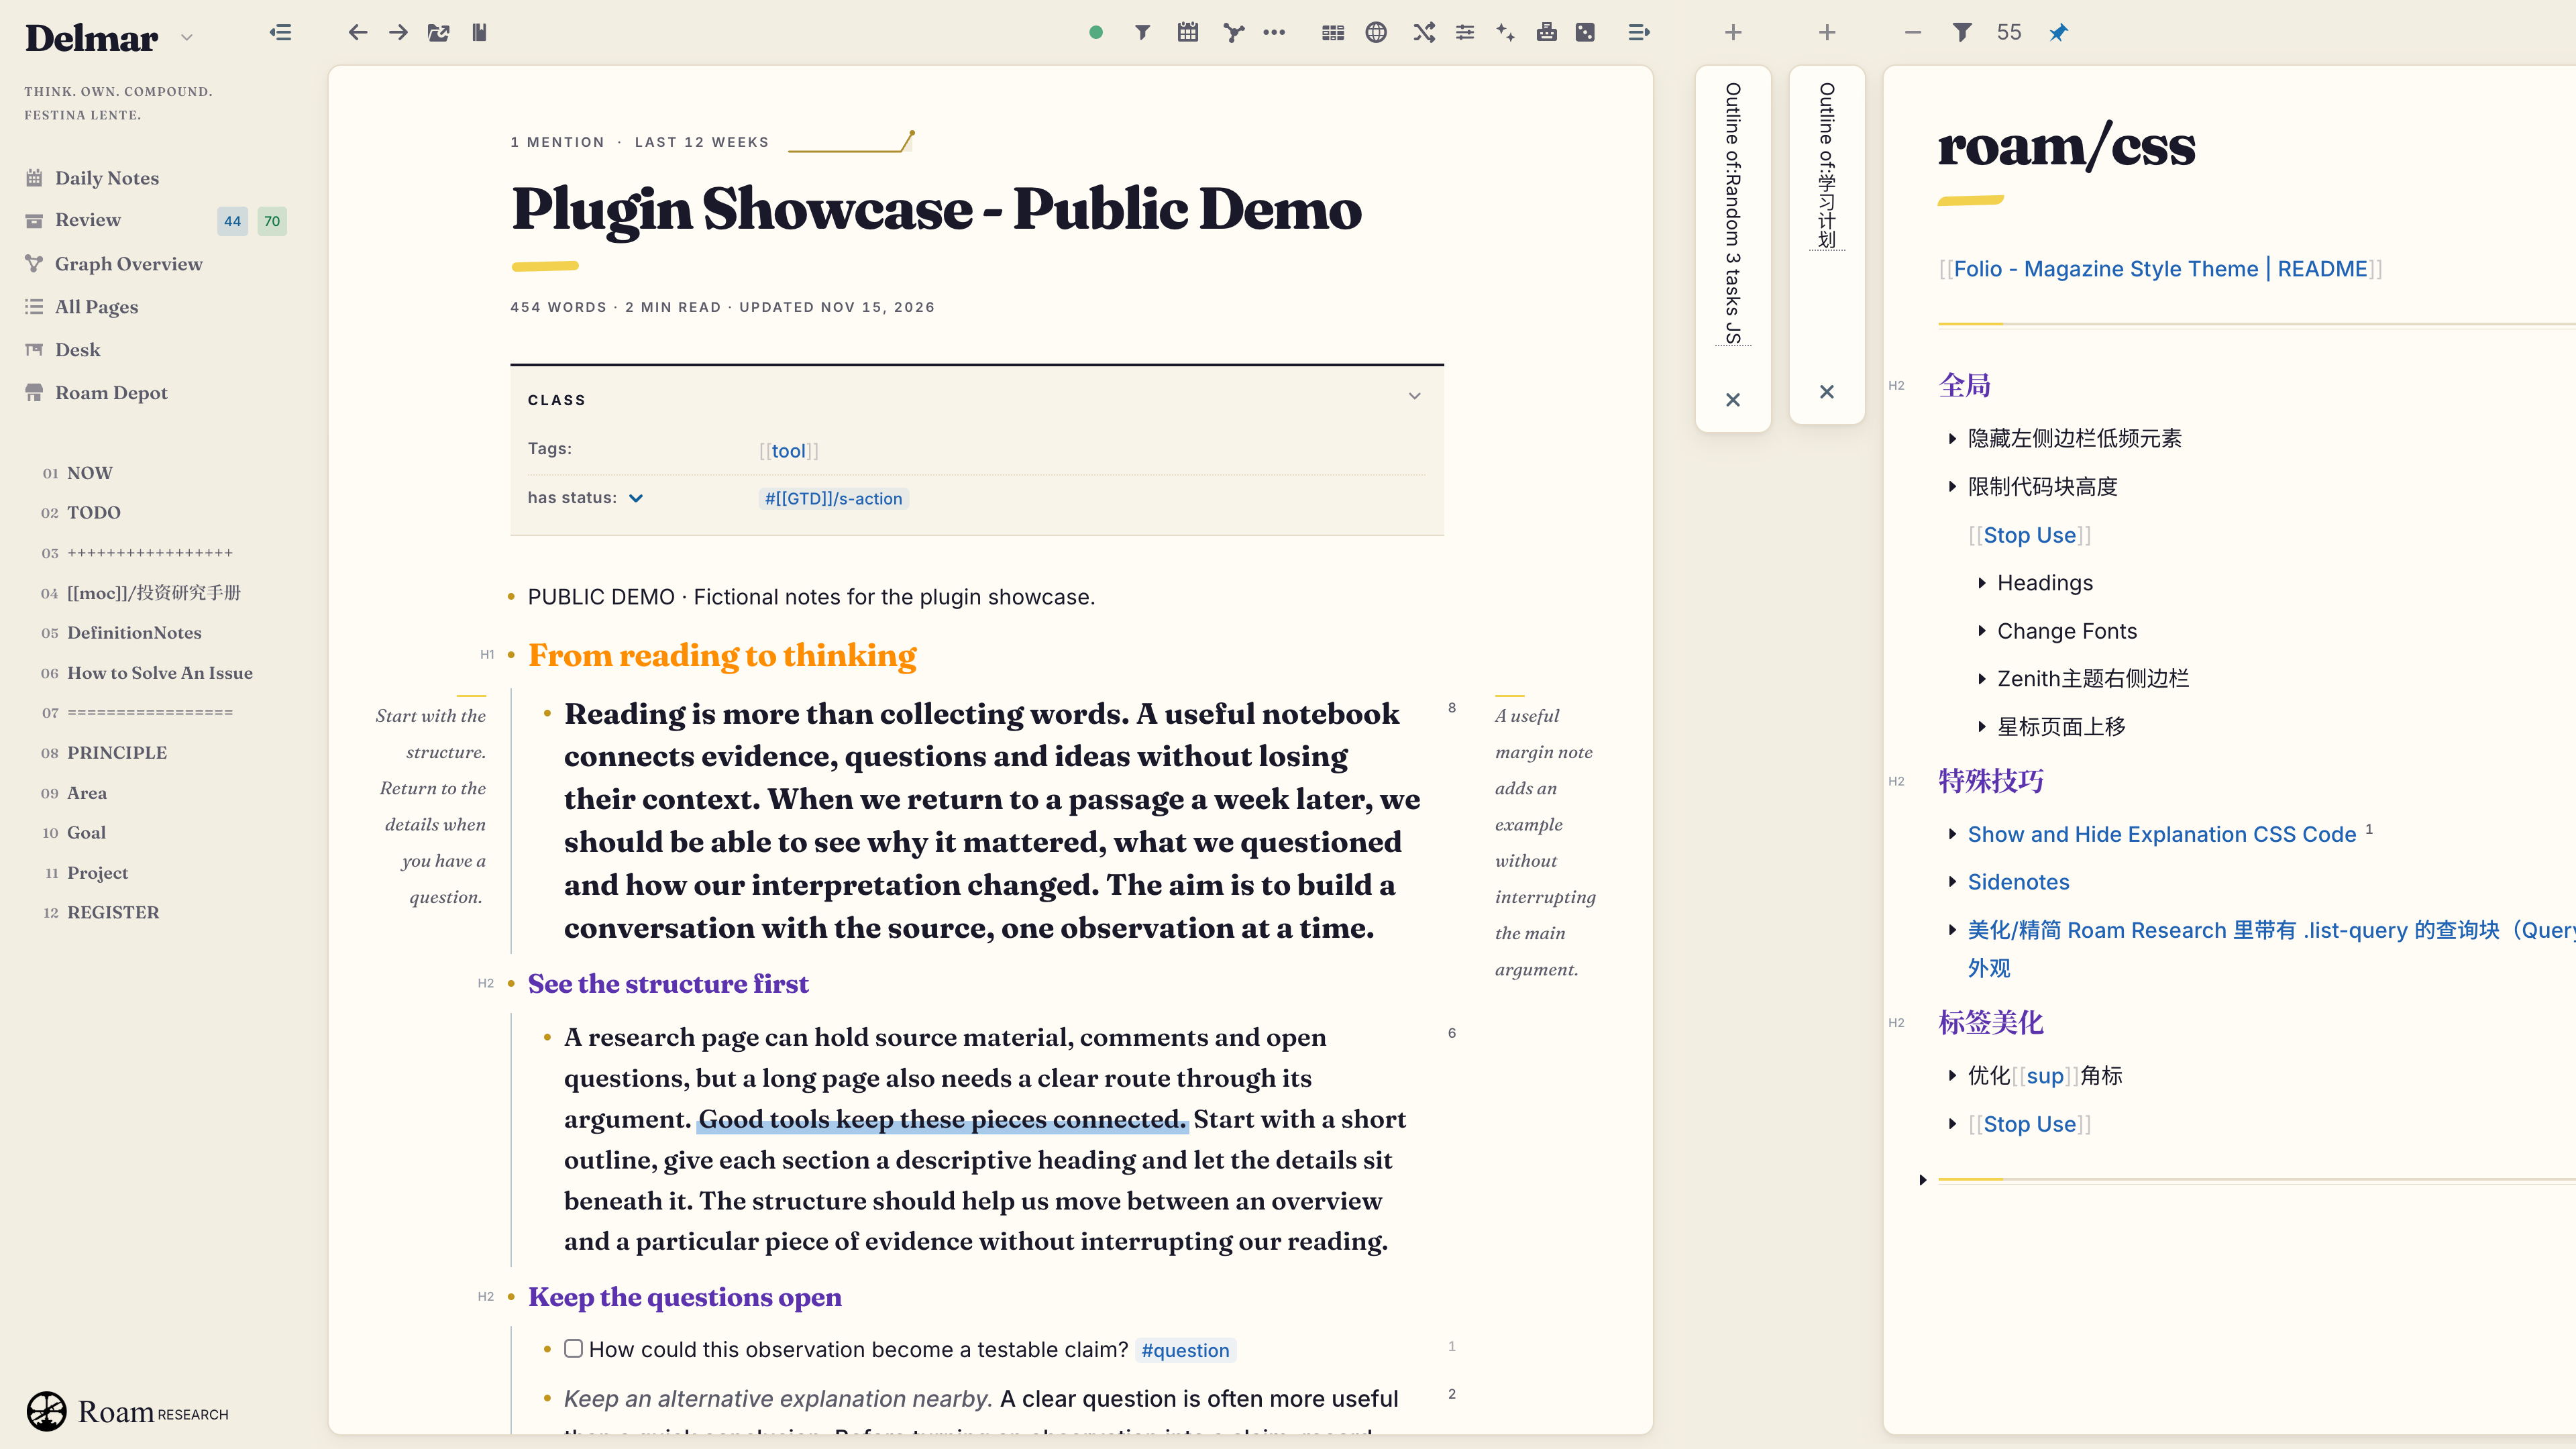 Delmar
THINK. OWN. COMPOUND.
FESTINA LENTE.
Daily Notes
Review 44 70
Graph Overview
All Pages
Desk
Roam Depot
01 NOW
02 TODO
03 +++++++++++++++++
04 [[moc]]/投资研究手册
05 DefinitionNotes
06 How to Solve An Issue
07 =================
08 PRINCIPLE
09 Area
10 Goal
11 Project
12 REGISTER
Roam RESEARCH
1 MENTION · LAST 12 WEEKS
Plugin Showcase - Public Demo
454 WORDS · 2 MIN READ · UPDATED NOV 15, 2026
CLASS
Tags: [[tool]]
has status: #[[GTD]]/s-action
PUBLIC DEMO · Fictional notes for the plugin showcase.
H1 From reading to thinking
Start with the
structure.
Return to the
details when
you have a
question.
Reading is more than collecting words. A useful notebook 8
connects evidence, questions and ideas without losing
their context. When we return to a passage a week later, we
should be able to see why it mattered, what we questioned
and how our interpretation changed. The aim is to build a
conversation with the source, one observation at a time.
A useful
margin note
adds an
example
without
interrupting
the main
argument.
H2 See the structure first
A research page can hold source material, comments and open 6
questions, but a long page also needs a clear route through its
argument. Good tools keep these pieces connected. Start with a short
outline, give each section a descriptive heading and let the details sit
beneath it. The structure should help us move between an overview
and a particular piece of evidence without interrupting our reading.
H2 Keep the questions open
How could this observation become a testable claim? #question 1
Keep an alternative explanation nearby. A clear question is often more useful 2
than a quick conclusion. Before turning an observation into a claim, record
Outline of:Random 3 tasks JS
Outline of:学习计划
55
roam/css
[[Folio - Magazine Style Theme | README]]
H2 全局
隐藏左侧边栏低频元素
限制代码块高度
[[Stop Use]]
Headings
Change Fonts
Zenith主题右侧边栏
星标页面上移
H2 特殊技巧
Show and Hide Explanation CSS Code 1
Sidenotes
美化/精简 Roam Research 里带有 .list-query 的查询块（Query
外观
H2 标签美化
优化[[sup]]角标
[[Stop Use]]